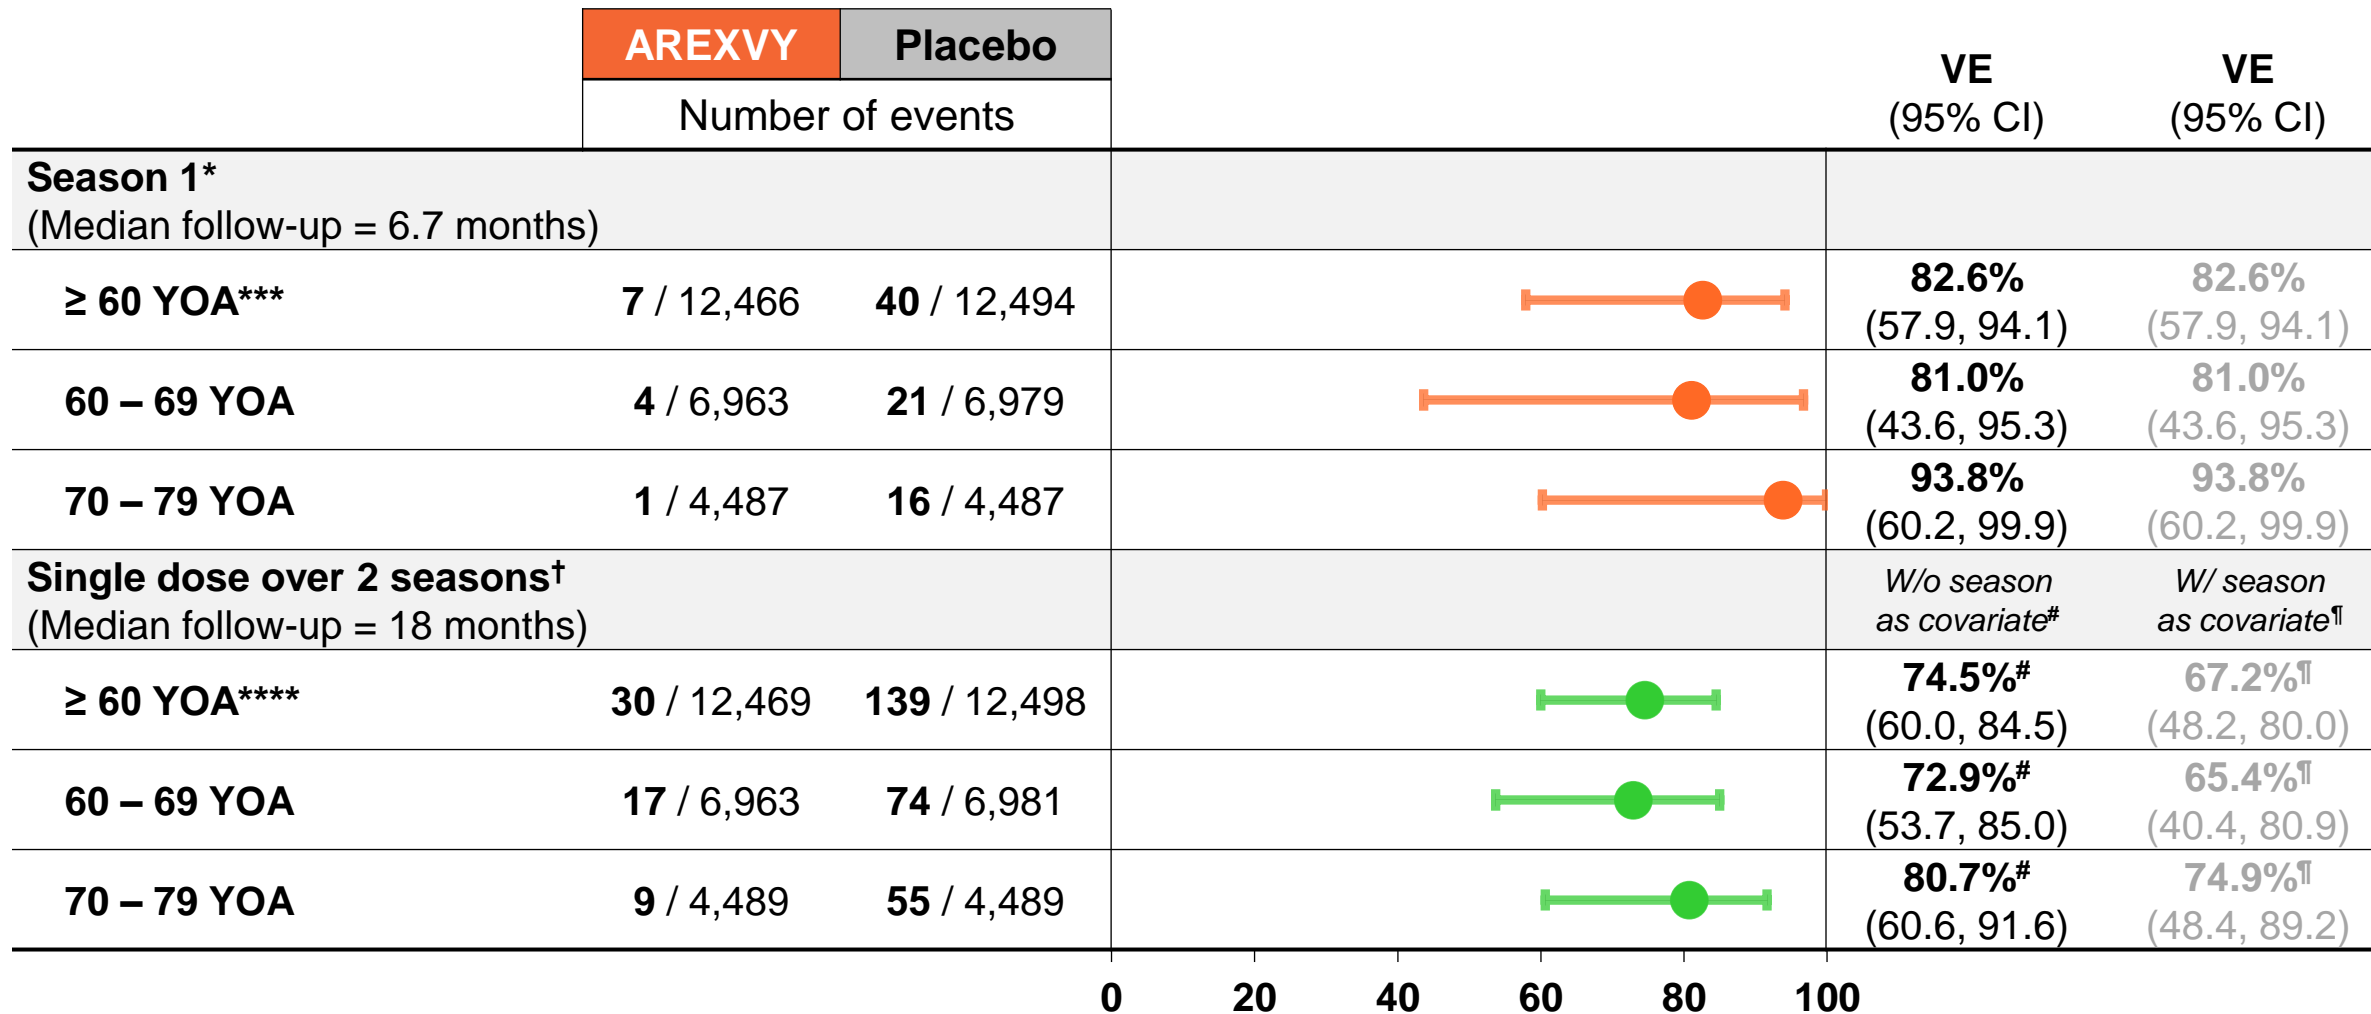 AREXVY Placebo
Number of events
VE VE
(95% CI) (95% CI)
Season 1*
(Median follow-up = 6.7 months)
≥ 60 YOA*** 7 / 12,466 40 / 12,494 82.6% 82.6%
(57.9, 94.1) (57.9, 94.1)
60 – 69 YOA 4 / 6,963 21 / 6,979 81.0% 81.0%
(43.6, 95.3) (43.6, 95.3)
70 – 79 YOA 1 / 4,487 16 / 4,487 93.8% 93.8%
(60.2, 99.9) (60.2, 99.9)
Single dose over 2 seasons† W/o season W/ season
(Median follow-up = 18 months) as covariate# as covariate¶
≥ 60 YOA**** 30 / 12,469 139 / 12,498 74.5%# 67.2%¶
(60.0, 84.5) (48.2, 80.0)
60 – 69 YOA 17 / 6,963 74 / 6,981 72.9%# 65.4%¶
(53.7, 85.0) (40.4, 80.9)
70 – 79 YOA 9 / 4,489 55 / 4,489 80.7%# 74.9%¶
(60.6, 91.6) (48.4, 89.2)
0 20 40 60 80 100